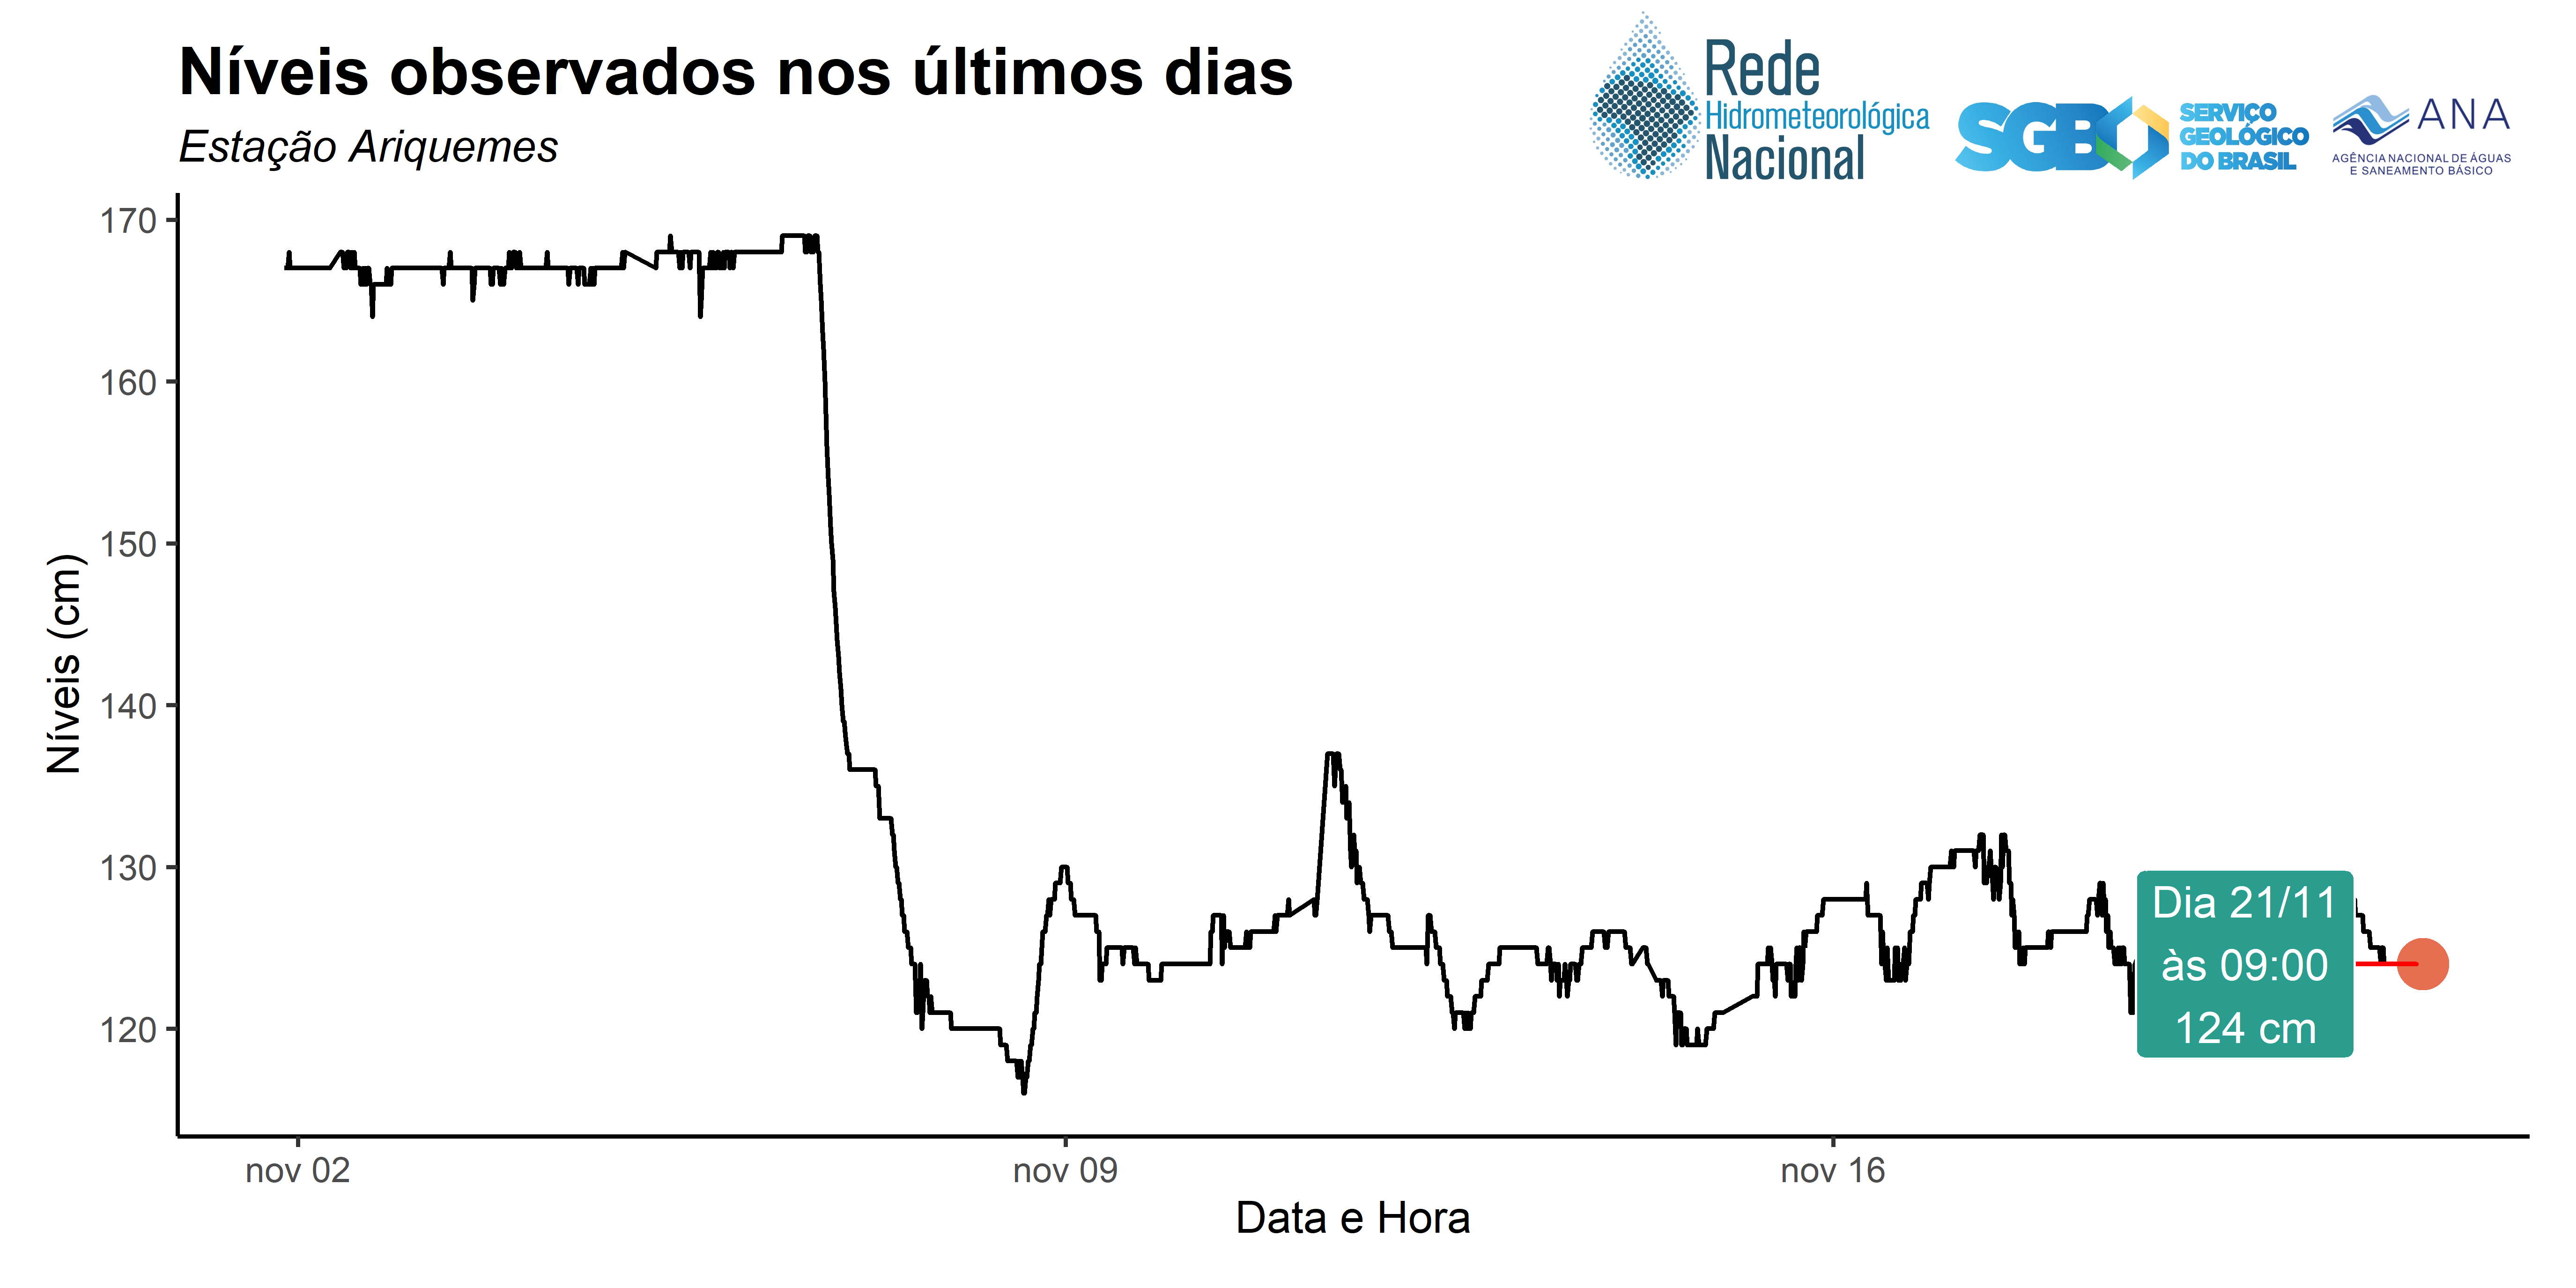 Níveis observados nos últimos dias
Estação Ariquemes
Rede
Hidrometeorológica
Nacional
SGB
SERVIÇO
GEOLÓGICO
DO BRASIL
ANA
AGÊNCIA NACIONAL DE ÁGUAS
E SANEAMENTO BÁSICO
170
160
150
140
130
120
Níveis (cm)
Dia 21/11
às 09:00
124 cm
nov 02
nov 09
nov 16
Data e Hora